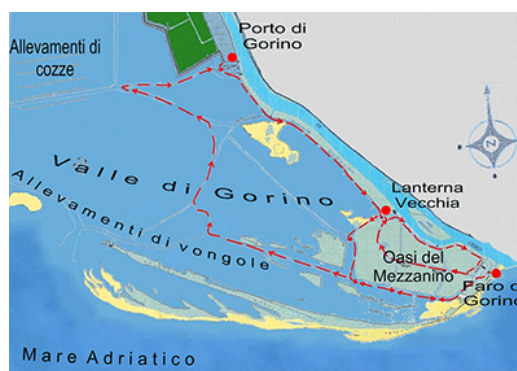 Porto di
Gorino
Allevamenti di
cozze
Valle di Gorino
Allevamenti di vongole
Lanterna
Vecchia
Oasi del
Mezzanino
Faro di
Gorino
Mare Adriatico
N